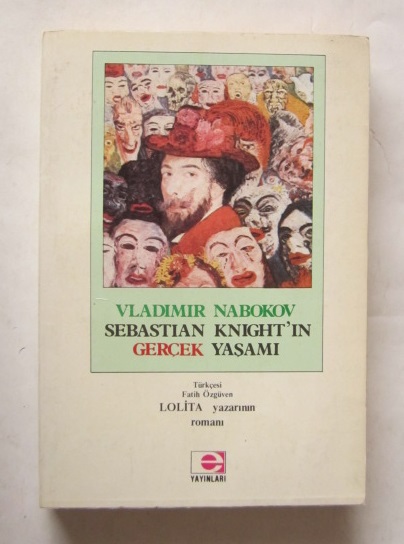 VLADIMIR NABOKOV
SEBASTIAN KNIGHT'IN
GERÇEK YAŞAMI
Türkçesi
Fatih Özgüven
LOLİTA yazarının
romanı
e
YAYINLARI